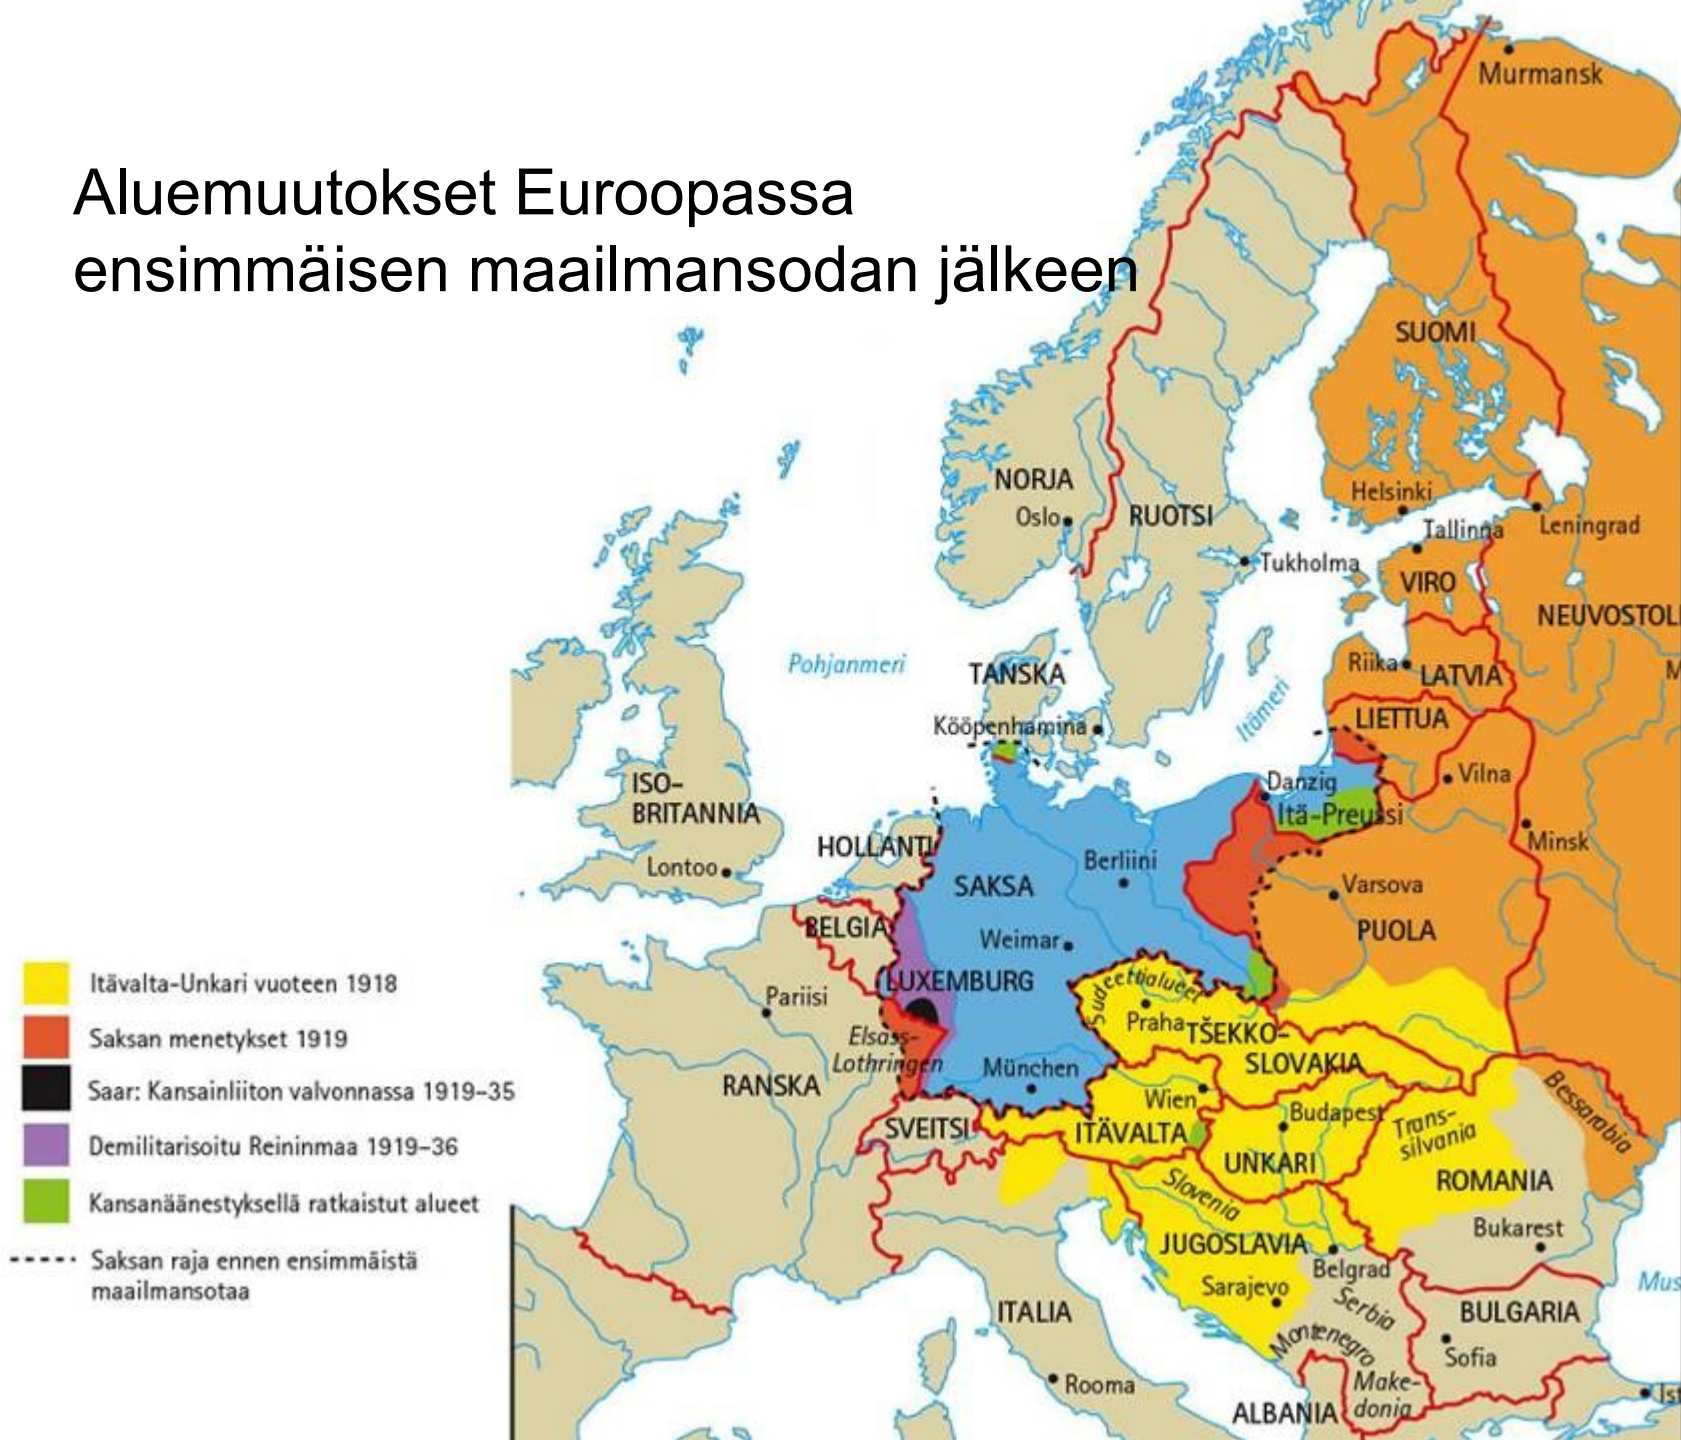 Aluemuutokset Euroopassa
ensimmäisen maailmansodan jälkeen
Murmansk
SUOMI
NORJA
Helsinki
Oslo
RUOTSI
Tallinna
Leningrad
Tukholma
VIRO
NEUVOSTOLI
Pohjanmeri
TANSKA
Riika
LATVIA
M
Itämeri
LIETTUA
Kööpenhamina
Danzig
Vilna
ISO-
BRITANNIA
Itä-Preussi
HOLLANTI
Minsk
Lontoo
Berliini
SAKSA
Varsova
BELGIA
Weimar
PUOLA
LUXEMBURG
Sudeettialueet
Pariisi
Praha
TŠEKKO-
SLOVAKIA
Elsass-
Lothringen
München
RANSKA
Wien
Budapest
Bessarabia
SVEITSI
ITÄVALTA
Trans-
silvania
UNKARI
Slovenia
ROMANIA
JUGOSLAVIA
Bukarest
Belgrad
Sarajevo
Serbia
Mus
ITALIA
BULGARIA
Montenegro
Sofia
Rooma
Make-
donia
ALBANIA
Ist
Itävalta-Unkari vuoteen 1918
Saksan menetykset 1919
Saar: Kansainliiton valvonnassa 1919–35
Demilitarisoitu Reininmaa 1919–36
Kansanäänestyksellä ratkaistut alueet
Saksan raja ennen ensimmäistä
maailmansotaa